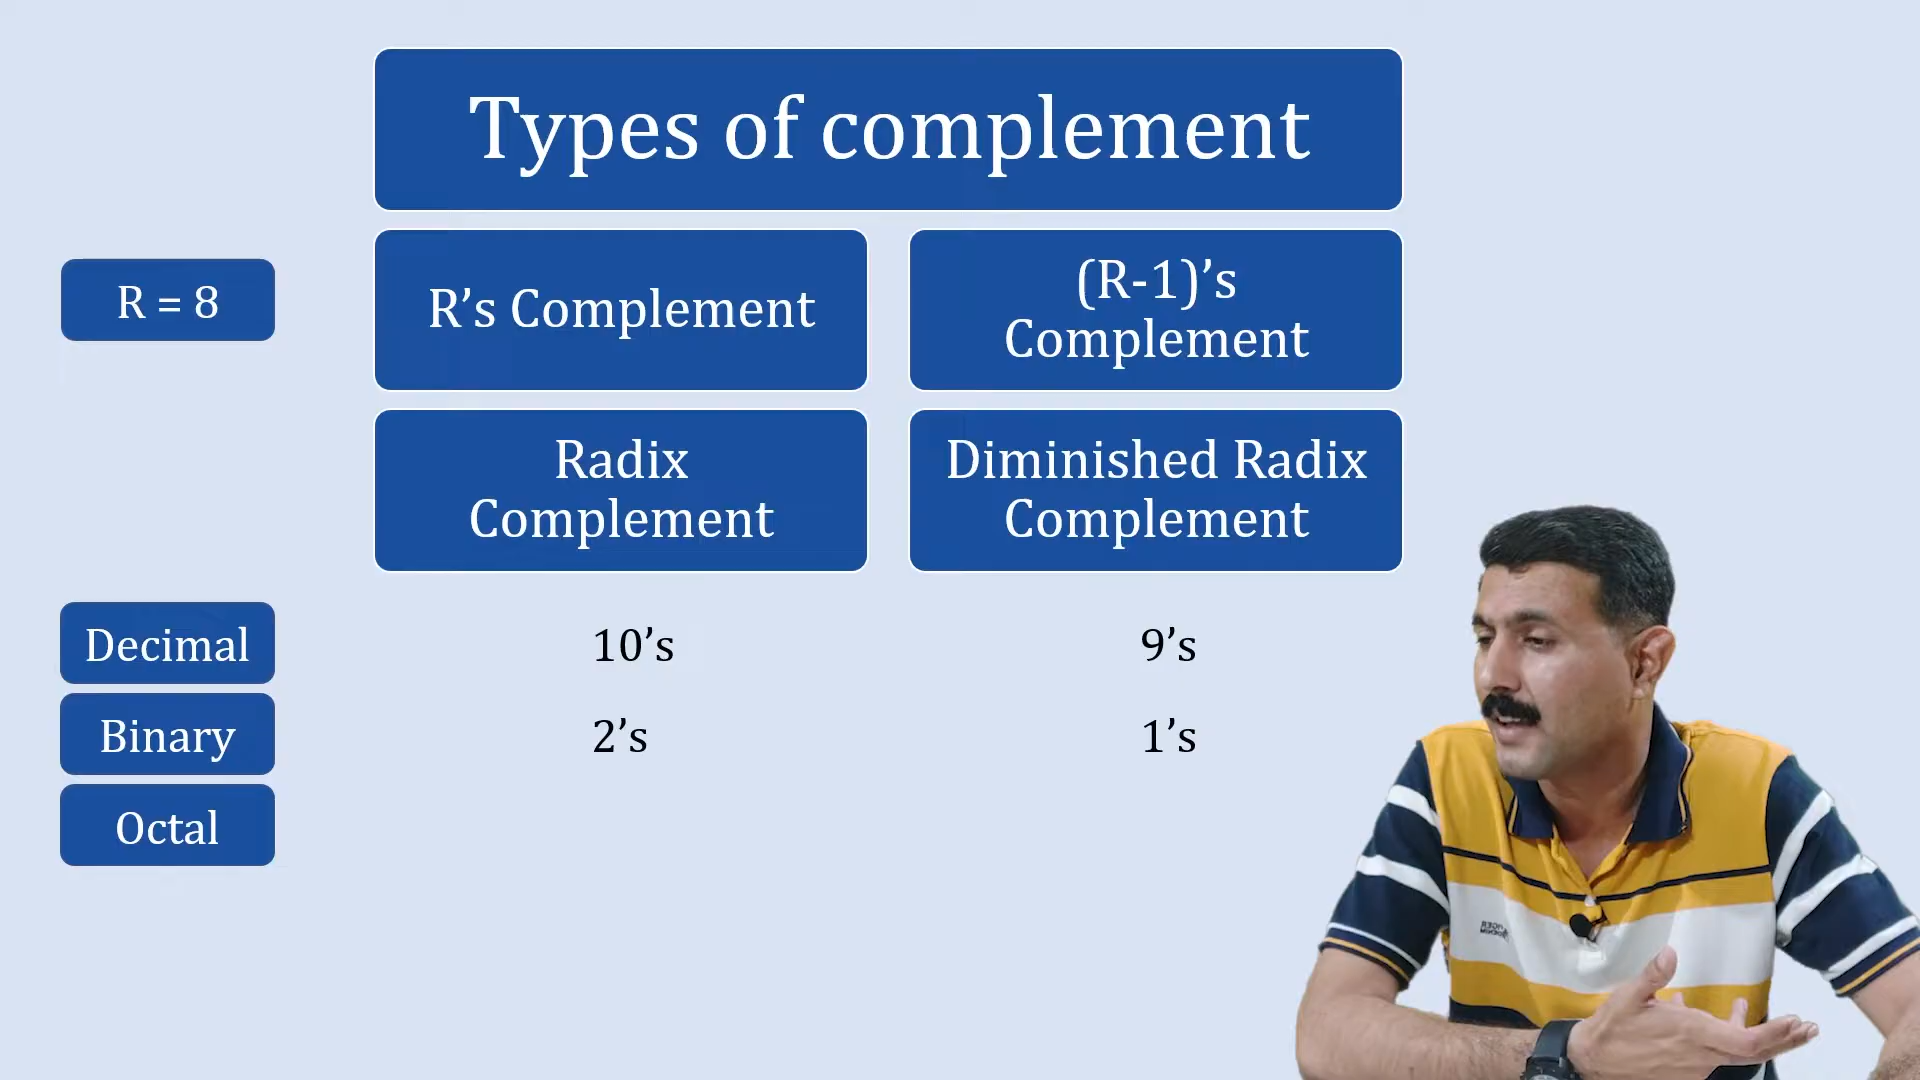 Types of complement
R = 8
R’s Complement
(R-1)’s
Complement
Radix
Complement
Diminished Radix
Complement
Decimal
10’s
9’s
Binary
2’s
1’s
Octal